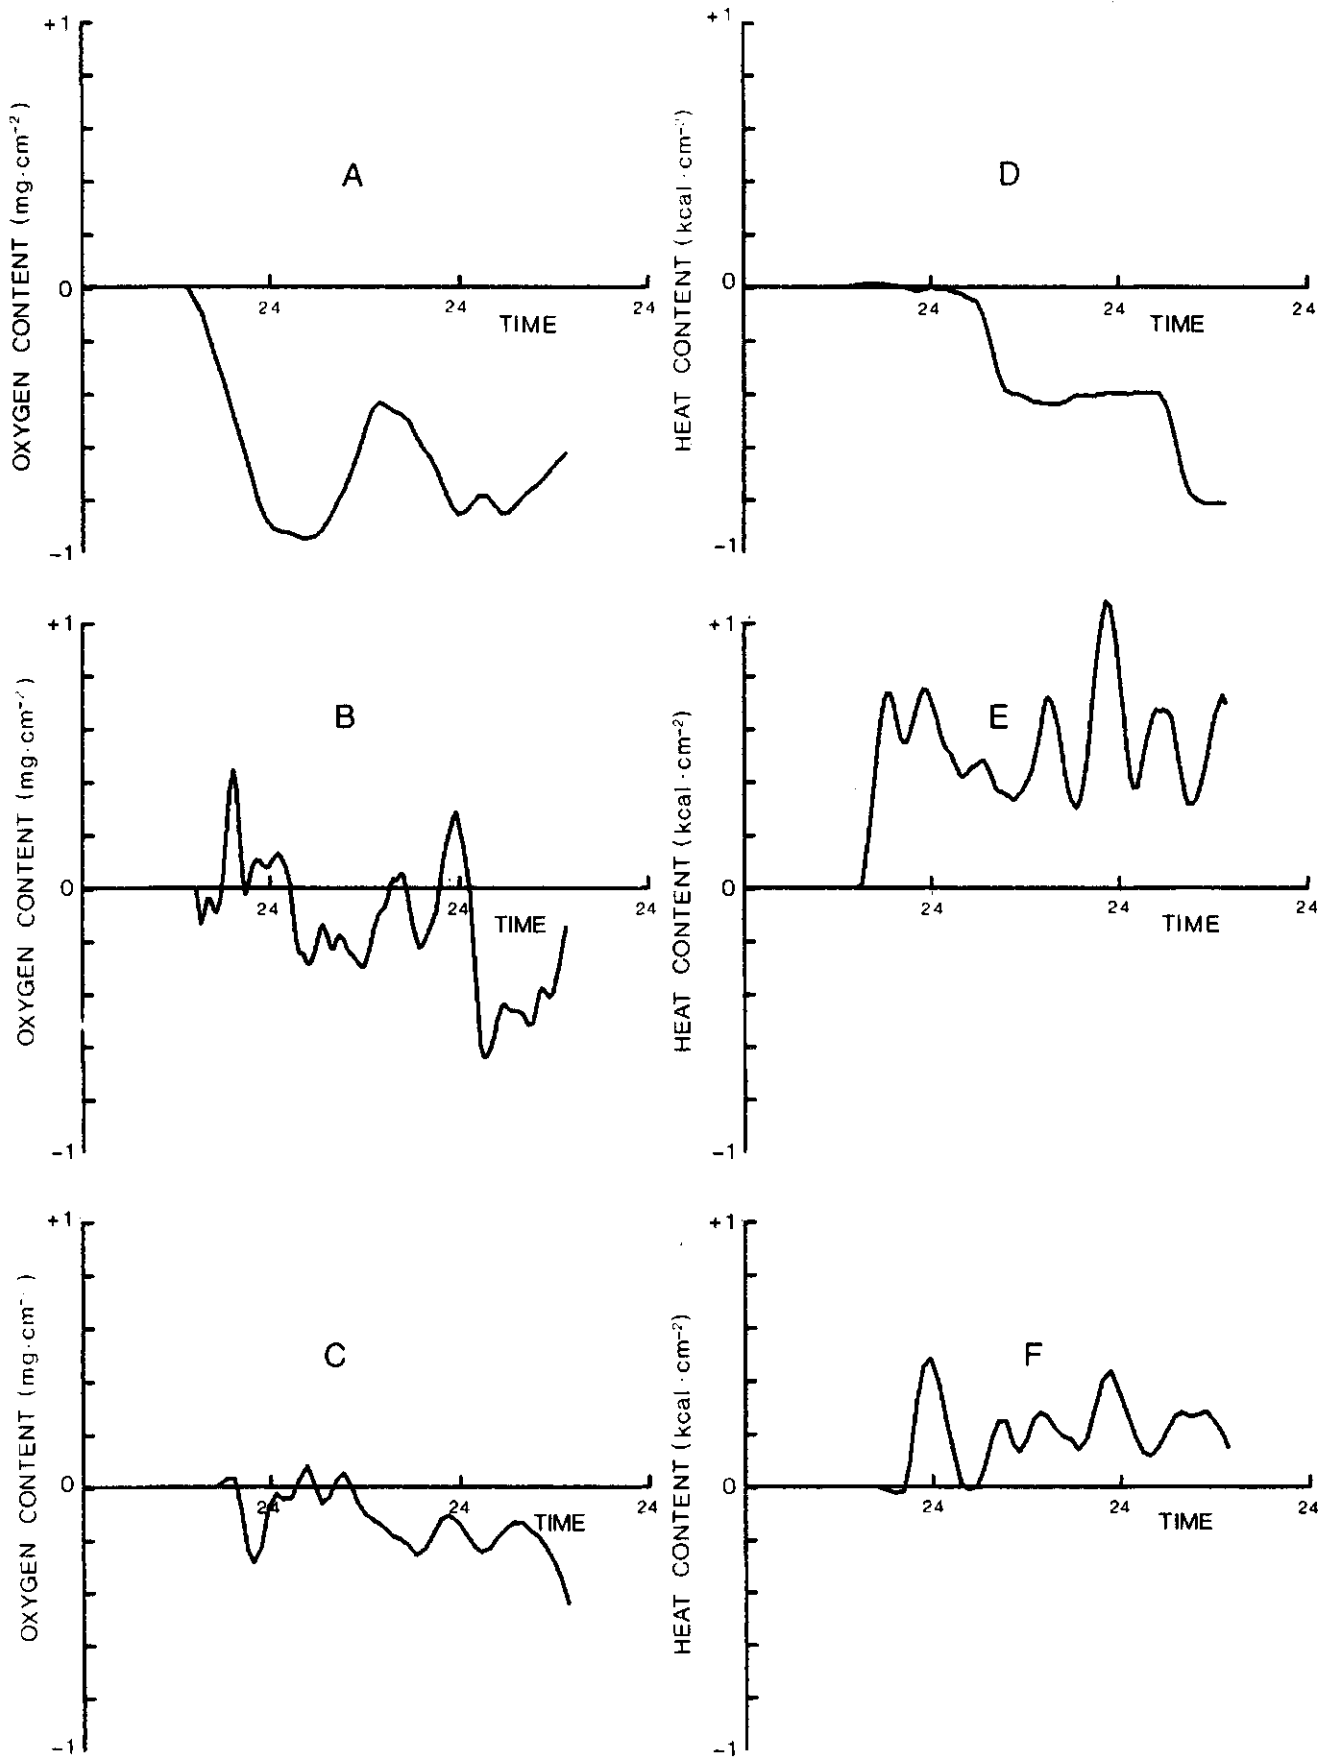 +1
OXYGEN CONTENT (mg·cm⁻²)
A
0
24
24
24
TIME
-1
+1
HEAT CONTENT (kcal·cm⁻²)
D
0
24
24
24
TIME
-1
+1
OXYGEN CONTENT (mg·cm⁻²)
B
0
24
24
24
TIME
-1
+1
HEAT CONTENT (kcal·cm⁻²)
E
0
24
24
24
TIME
-1
+1
OXYGEN CONTENT (mg·cm⁻ )
C
0
24
24
24
TIME
-1
+1
HEAT CONTENT (kcal·cm⁻²)
F
0
24
24
24
TIME
-1